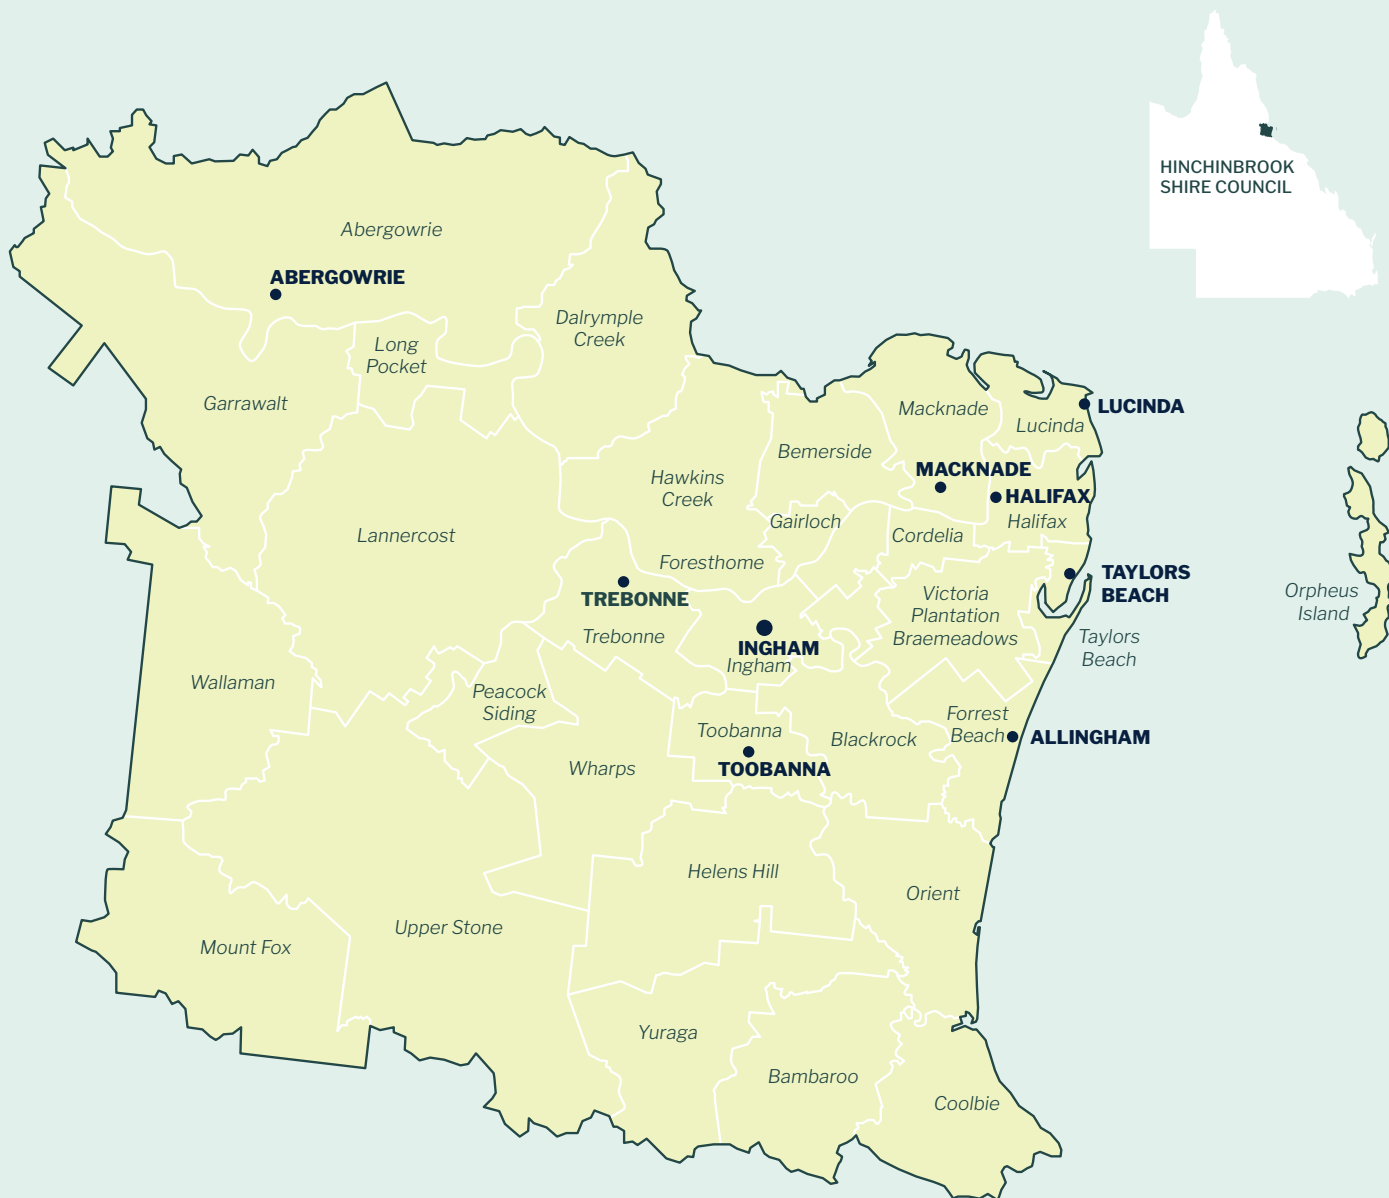 HINCHINBROOK
SHIRE COUNCIL
Abergowrie
ABERGOWRIE
Dalrymple
Creek
Long
Pocket
Garrawalt
Macknade
LUCINDA
Lucinda
Bemerside
MACKNADE
Hawkins
Creek
HALIFAX
Gairloch
Halifax
Lannercost
Cordelia
Foresthome
TAYLORS
BEACH
TREBONNE
Victoria
Plantation
Braemeadows
Orpheus
Island
Trebonne
INGHAM
Ingham
Taylors
Beach
Wallaman
Peacock
Siding
Forrest
Beach
Toobanna
Blackrock
ALLINGHAM
Wharps
TOOBANNA
Helens Hill
Orient
Upper Stone
Mount Fox
Yuraga
Bambaroo
Coolbie